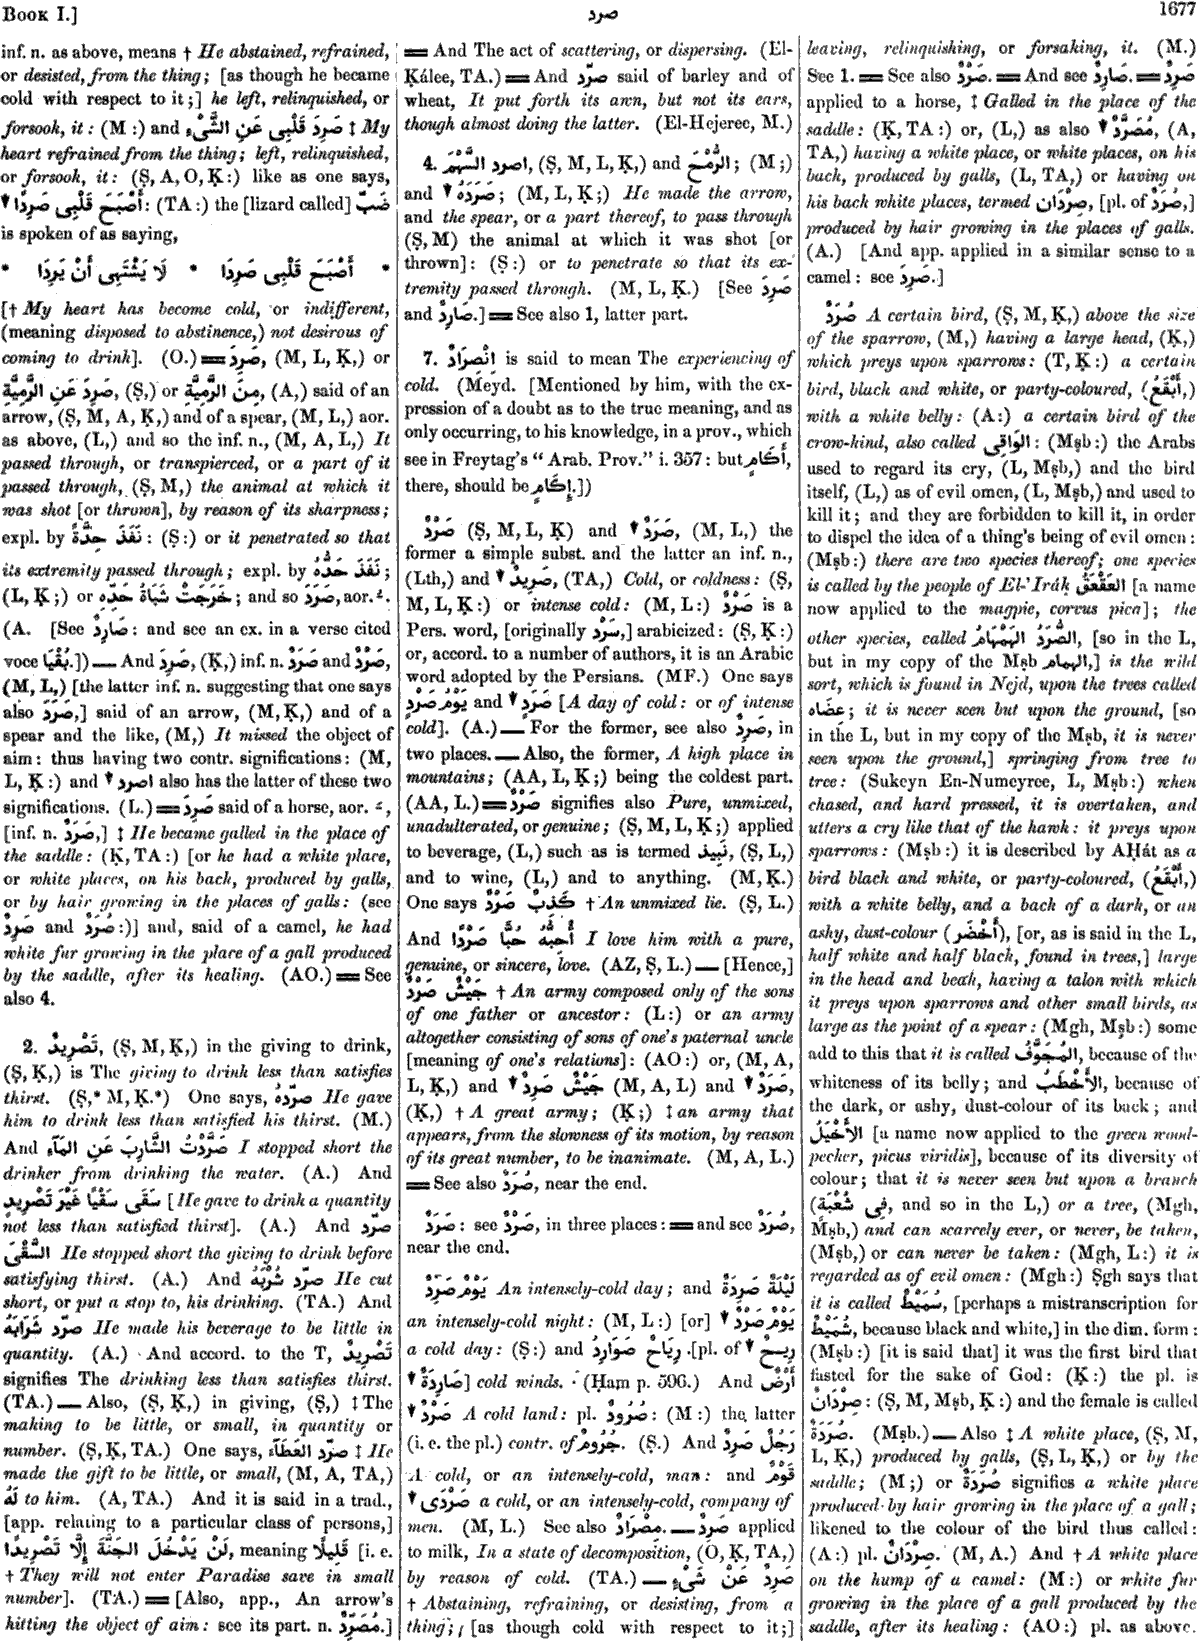 BOOK I.]
صرد
1677
inf. n. as above, means † He abstained, refrained,
or desisted, from the thing; [as though he became
cold with respect to it;] he left, relinquished, or
forsook, it: (M:) and صَرِدَ قَلْبِى عَنِ الشَّىْءِ ‡ My
heart refrained from the thing; left, relinquished,
or forsook, it: (Ṣ, A, O, Ḳ:) like as one says,
أَصْبَحَ قَلْبِى صَرِدًا ▼: (TA:) the [lizard called] ضَبّ
is spoken of as saying,
* أَصْبَحَ قَلْبِى صَرِدَا * لَا يَشْتَهِى أَنْ يَرِدَا *
[† My heart has become cold, or indifferent,
(meaning disposed to abstinence,) not desirous of
coming to drink]. (O.) ═ صَرِدَ, (M, L, Ḳ,) or
صَرِدَ عَنِ الرَّمِيَّةِ, (Ṣ,) or مِنَ الرَّمِيَّةِ, (A,) said of an
arrow, (Ṣ, M, A, Ḳ,) and of a spear, (M, L,) aor.
as above, (L,) and so the inf. n., (M, A, L,) It
passed through, or transpierced, or a part of it
passed through, (Ṣ, M,) the animal at which it
was shot [or thrown], by reason of its sharpness;
expl. by نَفَذَ حِدَّةً: (Ṣ:) or it penetrated so that
its extremity passed through; expl. by نَفَذَ حَدُّهُ;
(L, Ḳ;) or خَرَجَتْ شَبَاةُ حَدِّهِ; and so صَرَدَ, aor. ـُ.
(A. [See صَارِدٌ: and see an ex. in a verse cited
voce بُقْيَا.]) — And صَرِدَ, (Ḳ,) inf. n. صَرْدٌ and صَرَدٌ,
(M, L,) [the latter inf. n. suggesting that one says
also صَرَدَ,] said of an arrow, (M, Ḳ,) and of a
spear and the like, (M,) It missed the object of
aim: thus having two contr. significations: (M,
L, Ḳ:) and ▼ اصرد also has the latter of these two
significations. (L.) ═ صَرِدَ said of a horse, aor. ـَ,
[inf. n. صَرَدٌ,] ‡ He became galled in the place of
the saddle: (Ḳ, TA:) [or he had a white place,
or white places, on his back, produced by galls,
or by hair growing in the places of galls: (see
صَرِدٌ and صُرَدٌ:)] and, said of a camel, he had
white fur growing in the place of a gall produced
by the saddle, after its healing. (AO.) ═ See
also 4.
2. تَصْرِيدٌ, (Ṣ, M, Ḳ,) in the giving to drink,
(Ṣ, Ḳ,) is The giving to drink less than satisfies
thirst. (Ṣ,* M, Ḳ.*) One says, صَرَّدَهُ He gave
him to drink less than satisfied his thirst. (M.)
And صَرَّدْتُ الشَّارِبَ عَنِ المَآءِ I stopped short the
drinker from drinking the water. (A.) And
سَقَى سَقْيًا غَيْرَ تَصْرِيدٍ [He gave to drink a quantity
not less than satisfied thirst]. (A.) And صرّد
السَّقْىَ He stopped short the giving to drink before
satisfying thirst. (A.) And صرّد شُرْبَهُ He cut
short, or put a stop to, his drinking. (TA.) And
صرّد شَرَابَهُ He made his beverage to be little in
quantity. (A.) And accord. to the T, تَصْرِيدٌ
signifies The drinking less than satisfies thirst.
(TA.) — Also, (Ṣ, Ḳ,) in giving, (Ṣ,) ‡ The
making to be little, or small, in quantity or
number. (Ṣ, Ḳ, TA.) One says, صرّد العَطَآءَ ‡ He
made the gift to be little, or small, (M, A, TA,)
لَهُ to him. (A, TA.) And it is said in a trad.,
[app. relating to a particular class of persons,]
لَنْ يَدْخُلَ الجَنَّةَ إِلَّا تَصْرِيدًا, meaning قَلِيلًا [i. e.
† They will not enter Paradise save in small
number]. (TA.) ═ [Also, app., An arrow's
hitting the object of aim: see its part. n. مُصَرِّدٌ.]
═ And The act of scattering, or dispersing. (El-
Ḳálee, TA.) ═ And صرّد said of barley and of
wheat, It put forth its awn, but not its ears,
though almost doing the latter. (El-Hejeree, M.)
4. اصرد السَّهْمَ, (Ṣ, M, L, Ḳ,) and الرُّمْحَ; (M;)
and ▼ صَرَدَهُ; (M, L, Ḳ;) He made the arrow,
and the spear, or a part thereof, to pass through
(Ṣ, M) the animal at which it was shot [or
thrown]: (Ṣ:) or to penetrate so that its ex-
tremity passed through. (M, L, Ḳ.) [See صَرِدَ
and صَارِدٌ.] ═ See also 1, latter part.
7. اِنْصِرَادٌ is said to mean The experiencing of
cold. (Meyd. [Mentioned by him, with the ex-
pression of a doubt as to the true meaning, and as
only occurring, to his knowledge, in a prov., which
see in Freytag's "Arab. Prov." i. 357: but أَكَامٍ,
there, should be إِكَامٍ.])
صَرْدٌ (Ṣ, M, L, Ḳ) and ▼ صَرَدٌ, (M, L,) the
former a simple subst. and the latter an inf. n.,
(Lth,) and ▼ صَرِيدٌ, (TA,) Cold, or coldness: (Ṣ,
M, L, Ḳ:) or intense cold: (M, L:) صَرْدٌ is a
Pers. word, [originally سَرْد,] arabicized: (Ṣ, Ḳ:)
or, accord. to a number of authors, it is an Arabic
word adopted by the Persians. (MF.) One says
يَوْمُ صَرْدٍ and ▼ صَرَدٍ [A day of cold: or of intense
cold]. (A.) — For the former, see also صَرِدٌ, in
two places. — Also, the former, A high place in
mountains; (AA, L, Ḳ;) being the coldest part.
(AA, L.) ═ صَرْدٌ signifies also Pure, unmixed,
unadulterated, or genuine; (Ṣ, M, L, Ḳ;) applied
to beverage, (L,) such as is termed نَبِيذ, (Ṣ, L,)
and to wine, (L,) and to anything. (M, Ḳ.)
One says كَذِبٌ صَرْدٌ † An unmixed lie. (Ṣ, L.)
And أُحِبُّهُ حُبًّا صَرْدًا I love him with a pure,
genuine, or sincere, love. (AZ, Ṣ, L.) — [Hence,]
جَيْشٌ صَرْدٌ † An army composed only of the sons
of one father or ancestor: (L:) or an army
altogether consisting of sons of one's paternal uncle
[meaning of one's relations]: (AO:) or, (M, A,
L, Ḳ,) and ▼ جَيْشٌ صَرِدٌ (M, A, L) and ▼ صَرَدٌ,
(Ḳ,) † A great army; (Ḳ;) ‡ an army that
appears, from the slowness of its motion, by reason
of its great number, to be inanimate. (M, A, L.)
═ See also صُرَدٌ, near the end.
صَرَدٌ: see صَرْدٌ, in three places: ═ and see صُرَدٌ,
near the end.
يَوْمٌ صَرِدٌ An intensely-cold day; and لَيْلَةٌ صَرِدَةٌ
an intensely-cold night: (M, L:) [or] ▼ يَوْمٌ صَرْدٌ
a cold day: (Ṣ:) and رِيَاحٌ صَوَارِدُ [pl. of ▼ رِيحٌ
صَارِدَةٌ ▼] cold winds. (Ḥam p. 596.) And أَرْضٌ
صَرْدٌ ▼ A cold land: pl. صُرُودٌ: (M:) the latter
(i. e. the pl.) contr. of جُرُومٌ. (Ṣ.) And رَجُلٌ صَرِدٌ
A cold, or an intensely-cold, man: and قَوْمٌ
صَرْدَى ▼ a cold, or an intensely-cold, company of
men. (M, L.) See also مِصْرَادٌ. — صَرِدٌ applied
to milk, In a state of decomposition, (O, Ḳ, TA,)
by reason of cold. (TA.) — صَرِدٌ عَنْ شَىْءٍ
† Abstaining, refraining, or desisting, from a
thing; [as though cold with respect to it;]
leaving, relinquishing, or forsaking, it. (M.)
See 1. ═ See also صَرْدٌ. ═ And see صَارِدٌ. ═ صَرِدٌ
applied to a horse, ‡ Galled in the place of the
saddle: (Ḳ, TA:) or, (L,) as also ▼ مُصَرَّدٌ, (A,
TA,) having a white place, or white places, on his
back, produced by galls, (L, TA,) or having on
his back white places, termed صِرْدَان, [pl. of صُرَدٌ,]
produced by hair growing in the places of galls.
(A.) [And app. applied in a similar sense to a
camel: see صَرِدَ.]
صُرَدٌ A certain bird, (Ṣ, M, Ḳ,) above the size
of the sparrow, (M,) having a large head, (Ḳ,)
which preys upon sparrows: (T, Ḳ:) a certain
bird, black and white, or party-coloured, (أَبْقَعُ,)
with a white belly: (A:) a certain bird of the
crow-kind, also called الوَاقِى: (Mṣb:) the Arabs
used to regard its cry, (L, Mṣb,) and the bird
itself, (L,) as of evil omen, (L, Mṣb,) and used to
kill it; and they are forbidden to kill it, in order
to dispel the idea of a thing's being of evil omen:
(Mṣb:) there are two species thereof; one species
is called by the people of El-'Iráḳ العَقْعَقُ [a name
now applied to the magpie, corvus pica]; the
other species, called الصُّرَدُ الهَمْهَامُ, [so in the L,
but in my copy of the Mṣb الهمام,] is the wild
sort, which is found in Nejd, upon the trees called
عِضَاه; it is never seen but upon the ground, [so
in the L, but in my copy of the Mṣb, it is never
seen upon the ground,] springing from tree to
tree: (Sukeyn En-Numeyree, L, Mṣb:) when
chased, and hard pressed, it is overtaken, and
utters a cry like that of the hawk: it preys upon
sparrows: (Mṣb:) it is described by AḤát as a
bird black and white, or party-coloured, (أَبْقَعُ,)
with a white belly, and a back of a dark, or an
ashy, dust-colour (أَخْضَر), [or, as is said in the L,
half white and half black, found in trees,] large
in the head and beak, having a talon with which
it preys upon sparrows and other small birds, as
large as the point of a spear: (Mgh, Mṣb:) some
add to this that it is called المُجَوَّفُ, because of the
whiteness of its belly; and الأَخْطَبُ, because of
the dark, or ashy, dust-colour of its back; and
الأَخْيَلُ [a name now applied to the green wood-
pecker, picus viridis], because of its diversity of
colour; that it is never seen but upon a branch
(فِى شُعْبَةٍ, and so in the L,) or a tree, (Mgh,
Mṣb,) and can scarcely ever, or never, be taken,
(Mṣb,) or can never be taken: (Mgh, L:) it is
regarded as of evil omen: (Mgh:) Ṣgh says that
it is called سُمَيْطٌ, [perhaps a mistranscription for
شُمَيْطٌ, because black and white,] in the dim. form:
(Mṣb:) [it is said that] it was the first bird that
fasted for the sake of God: (Ḳ:) the pl. is
صِرْدَانٌ: (Ṣ, M, Mṣb, Ḳ:) and the female is called
صُرَدَةٌ. (Mṣb.) — Also ‡ A white place, (Ṣ, M,
L, Ḳ,) produced by galls, (Ṣ, L, Ḳ,) or by the
saddle; (M;) or صُرَدَةٌ signifies a white place
produced by hair growing in the place of a gall;
likened to the colour of the bird thus called:
(A:) pl. صِرْدَانٌ. (M, A.) And † A white place
on the hump of a camel: (M:) or white fur
growing in the place of a gall produced by the
saddle, after its healing: (AO:) pl. as above.